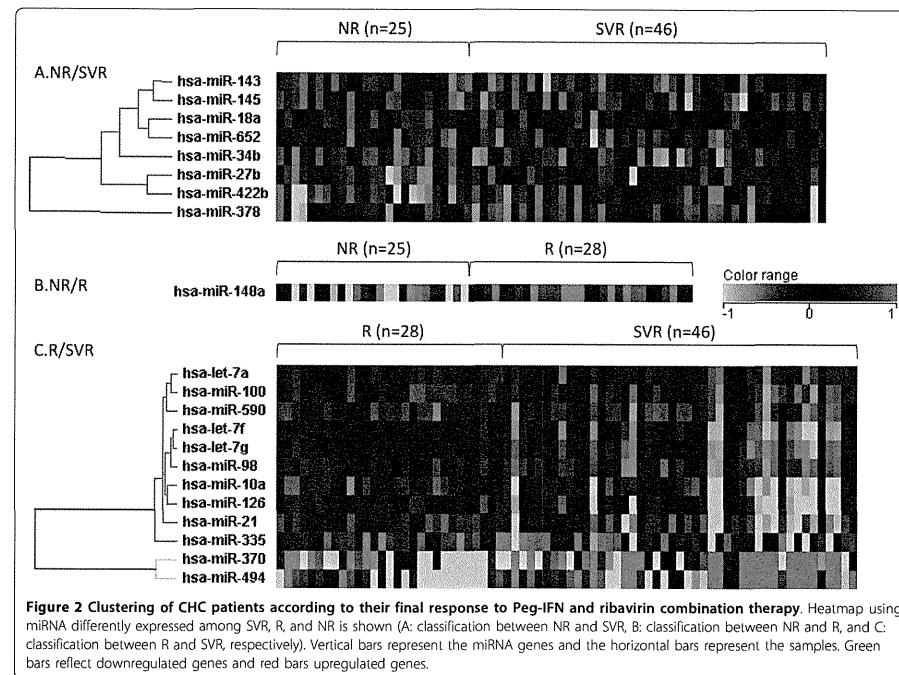 NR (n=25)
SVR (n=46)
A.NR/SVR
hsa-miR-143
hsa-miR-145
hsa-miR-18a
hsa-miR-652
hsa-miR-34b
hsa-miR-27b
hsa-miR-422b
hsa-miR-378
NR (n=25)
R (n=28)
B.NR/R
hsa-miR-148a
Color range
-1 0 1
R (n=28)
SVR (n=46)
C.R/SVR
hsa-let-7a
hsa-miR-100
hsa-miR-590
hsa-let-7f
hsa-let-7g
hsa-miR-98
hsa-miR-10a
hsa-miR-126
hsa-miR-21
hsa-miR-335
hsa-miR-370
hsa-miR-494
Figure 2 Clustering of CHC patients according to their final response to Peg-IFN and ribavirin combination therapy. Heatmap using
miRNA differently expressed among SVR, R, and NR is shown (A: classification between NR and SVR, B: classification between NR and R, and C:
classification between R and SVR, respectively). Vertical bars represent the miRNA genes and the horizontal bars represent the samples. Green
bars reflect downregulated genes and red bars upregulated genes.